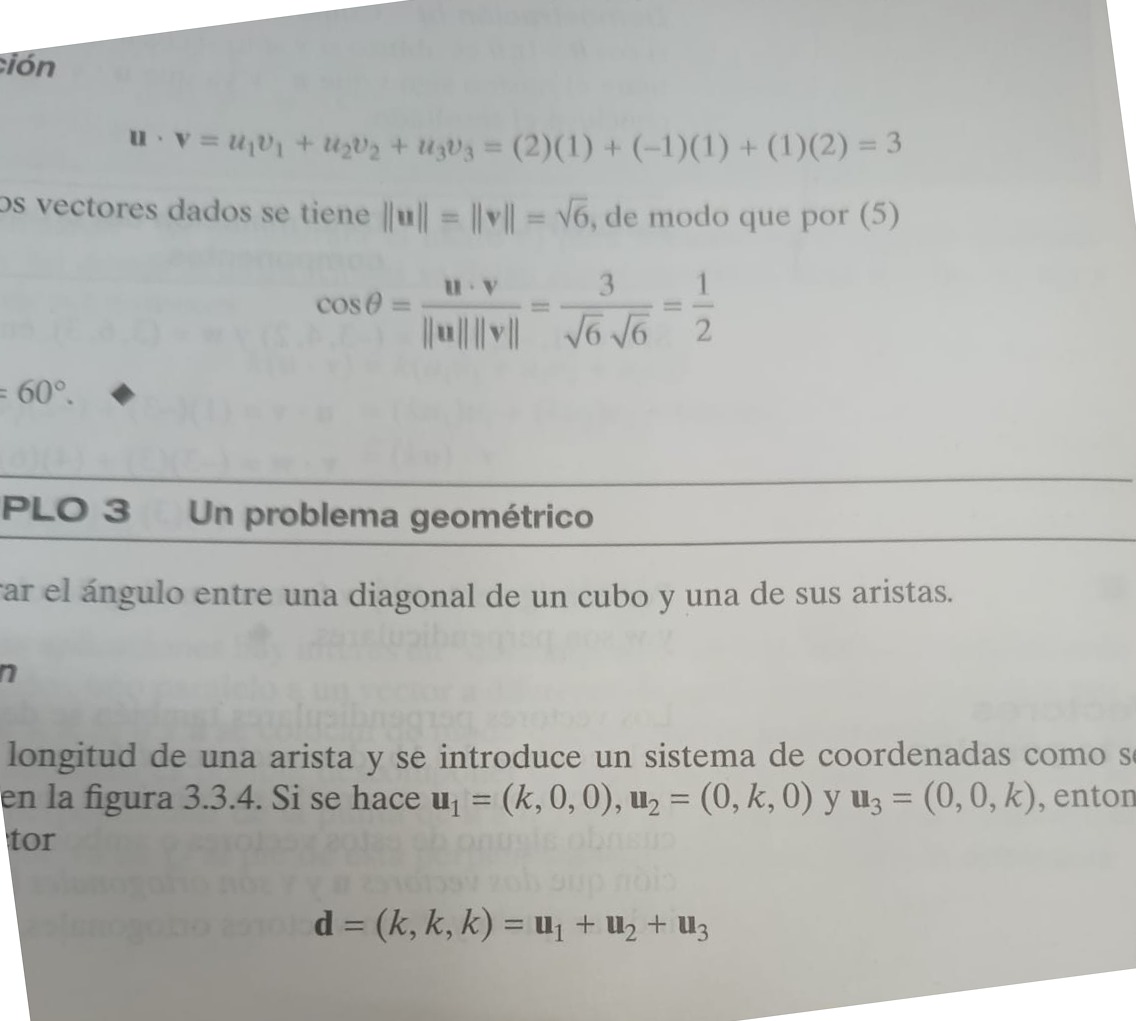 ción
u · v = u₁v₁ + u₂v₂ + u₃v₃ = (2)(1) + (−1)(1) + (1)(2) = 3
os vectores dados se tiene ‖u‖ = ‖v‖ = √6, de modo que por (5)
cos θ = u · v / ‖u‖‖v‖ = 3 / √6 √6 = 1/2
= 60°. ◆
PLO 3 Un problema geométrico
rar el ángulo entre una diagonal de un cubo y una de sus aristas.
n
longitud de una arista y se introduce un sistema de coordenadas como se
en la figura 3.3.4. Si se hace u₁ = (k, 0, 0), u₂ = (0, k, 0) y u₃ = (0, 0, k), enton
tor
d = (k, k, k) = u₁ + u₂ + u₃